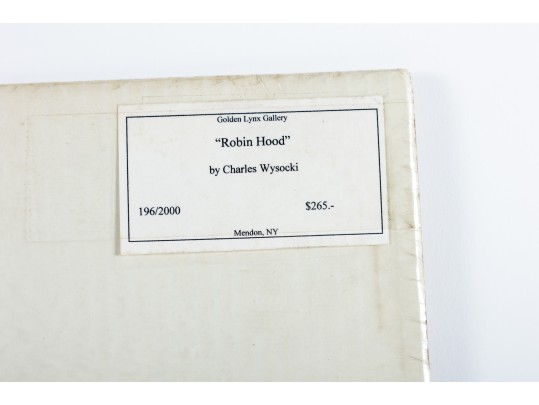 Golden Lynx Gallery
“Robin Hood”
by Charles Wysocki
196/2000 $265.-
Mendon, NY